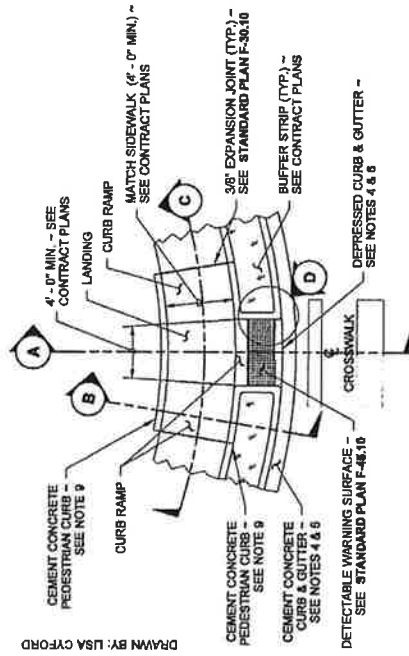 DRAWN BY: LISA CYFORD
CEMENT CONCRETE
PEDESTRIAN CURB ~
SEE NOTE 9
CURB RAMP
CEMENT CONCRETE
PEDESTRIAN CURB ~
SEE NOTE 9
CEMENT CONCRETE
CURB & GUTTER ~
SEE NOTES 4 & 6
DETECTABLE WARNING SURFACE ~
SEE STANDARD PLAN F-45.10
B
A
4' - 0" MIN. ~ SEE
CONTRACT PLANS
LANDING
CURB RAMP
MATCH SIDEWALK (4' - 0" MIN.) ~
SEE CONTRACT PLANS
C
3/8" EXPANSION JOINT (TYP.) ~
SEE STANDARD PLAN F-30.10
BUFFER STRIP (TYP.) ~
SEE CONTRACT PLANS
D
DEPRESSED CURB & GUTTER ~
SEE NOTES 4 & 6
CROSSWALK